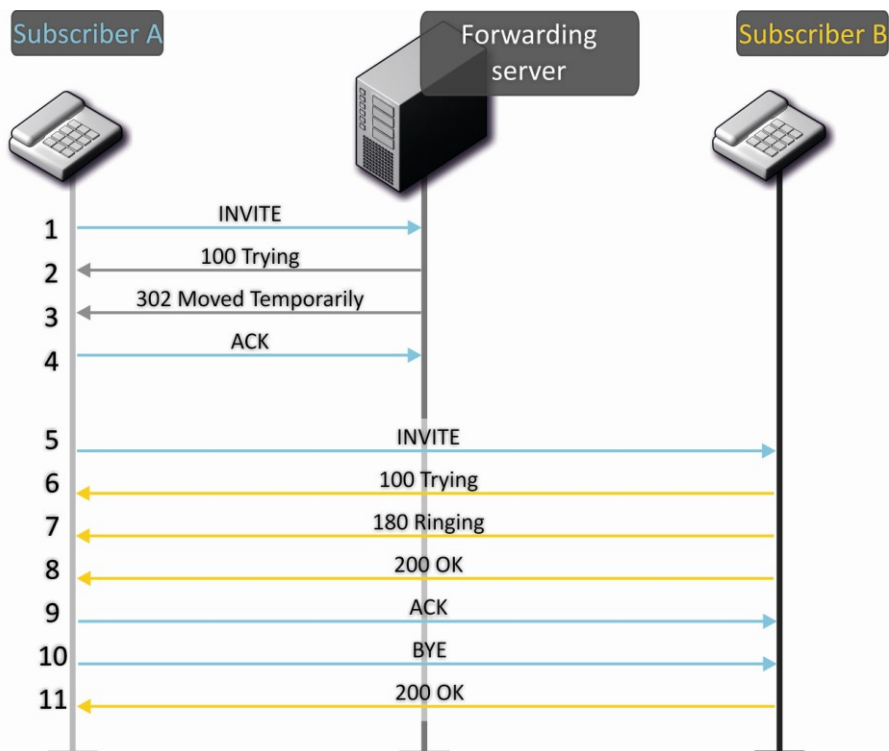 Subscriber A
Forwarding
server
Subscriber B
1
INVITE
2
100 Trying
3
302 Moved Temporarily
4
ACK
5
INVITE
6
100 Trying
7
180 Ringing
8
200 OK
9
ACK
10
BYE
11
200 OK